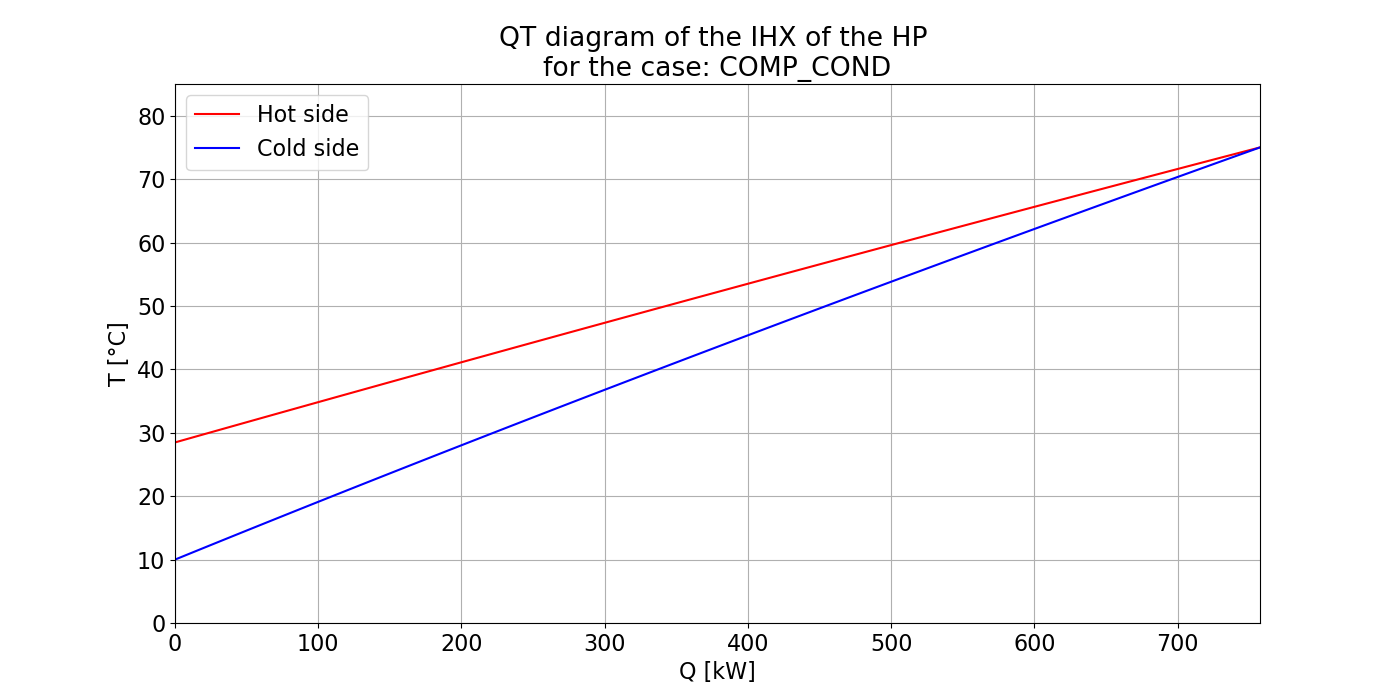 QT diagram of the IHX of the HP
for the case: COMP_COND
Hot side
Cold side
T [°C]
80
70
60
50
40
30
20
10
0
0 100 200 300 400 500 600 700
Q [kW]